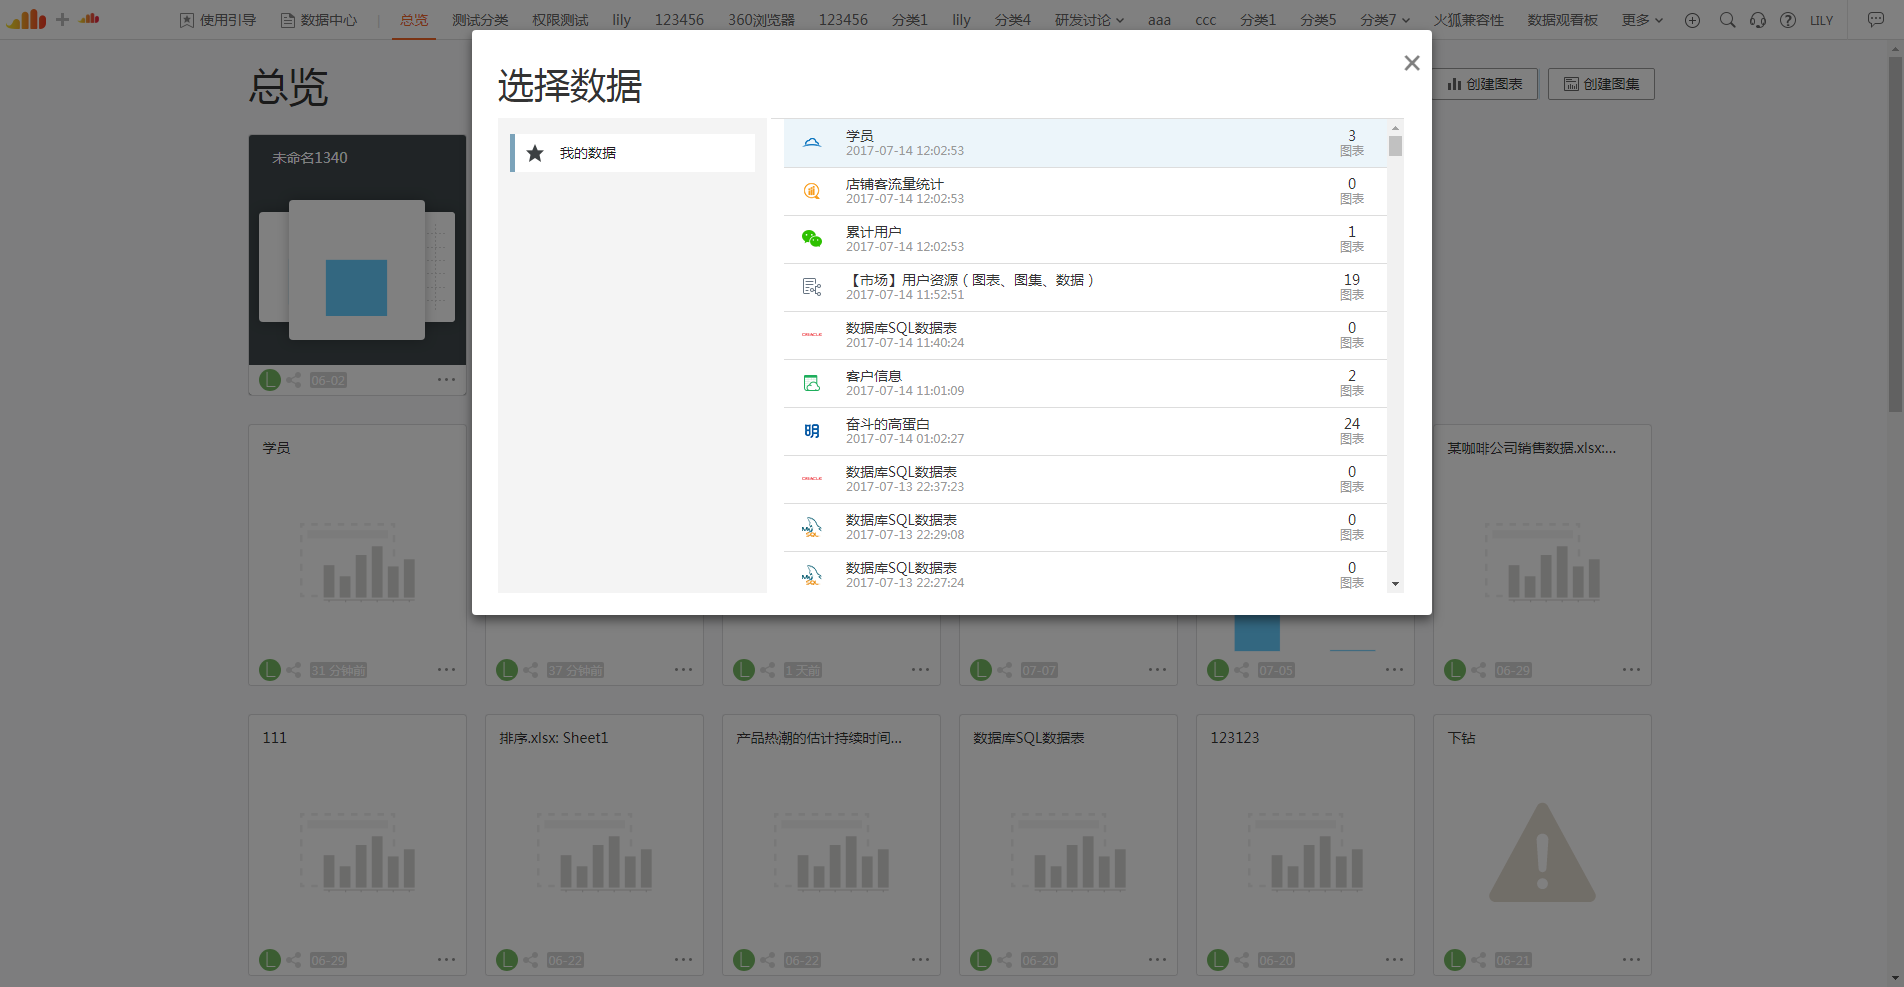 使用引导 数据中心 总览 测试分类 权限测试 lily 123456 360浏览器 123456 分类1 lily 分类4 研发讨论 aaa ccc 分类1 分类5 分类7 火狐兼容性 数据观看板 更多 LILY
总览
创建图表 创建图集
选择数据
我的数据
学员 3
2017-07-14 12:02:53 图表
店铺客流量统计 0
2017-07-14 12:02:53 图表
累计用户 1
2017-07-14 12:02:53 图表
【市场】用户资源（图表、图集、数据） 19
2017-07-14 11:52:51 图表
ORACLE 数据库SQL数据表 0
2017-07-14 11:40:24 图表
客户信息 2
2017-07-14 11:01:09 图表
明 奋斗的高蛋白 24
2017-07-14 01:02:27 图表
ORACLE 数据库SQL数据表 0
2017-07-13 22:37:23 图表
MySQL 数据库SQL数据表 0
2017-07-13 22:29:08 图表
MySQL 数据库SQL数据表 0
2017-07-13 22:27:24 图表
未命名1340
L 06-02
学员 某咖啡公司销售数据.xlsx:...
L 31 分钟前 L 37 分钟前 L 1 天前 L 07-07 L 07-05 L 06-29
111 排序.xlsx: Sheet1 产品热潮的估计持续时间... 数据库SQL数据表 123123 下钻
L 06-29 L 06-22 L 06-22 L 06-20 L 06-20 L 06-21